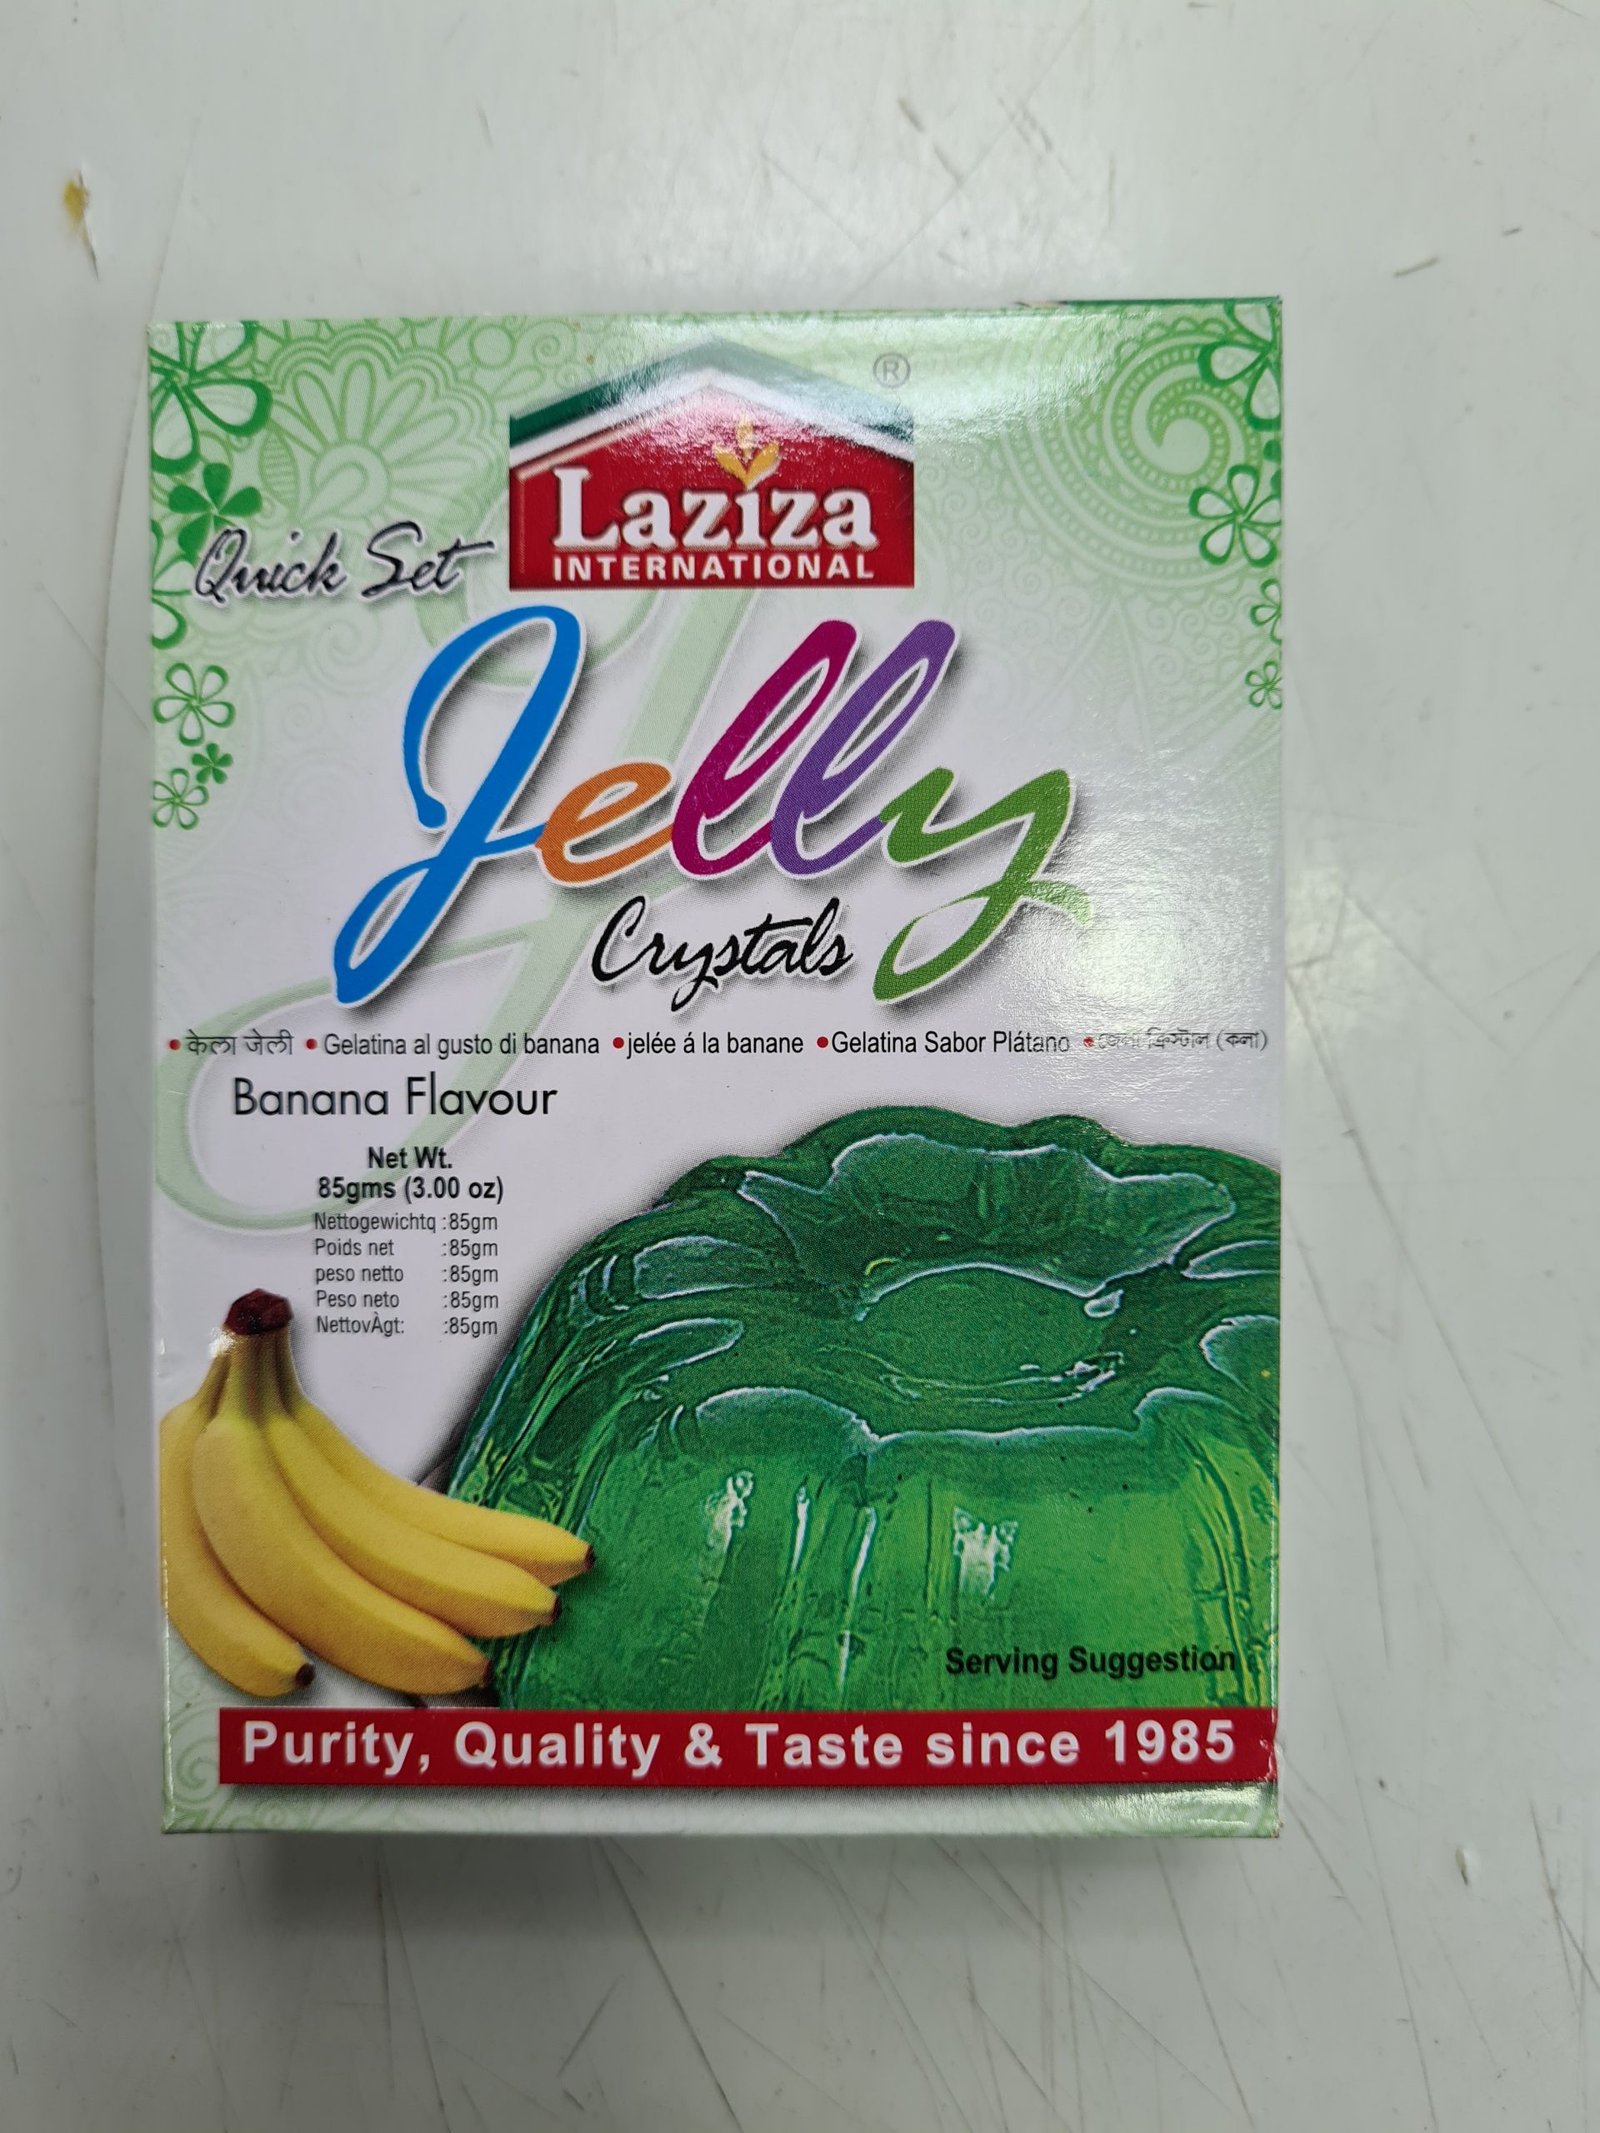 ®
Laziza
INTERNATIONAL
Quick Set
Jelly
Crystals
• केला जेली • Gelatina al gusto di banana • jelée á la banane • Gelatina Sabor Plátano • ক্রিস্টাল (কলা)
Banana Flavour
Net Wt.
85gms (3.00 oz)
Nettogewichtq :85gm
Poids net :85gm
peso netto :85gm
Peso neto :85gm
NettovÀgt: :85gm
Serving Suggestion
Purity, Quality & Taste since 1985